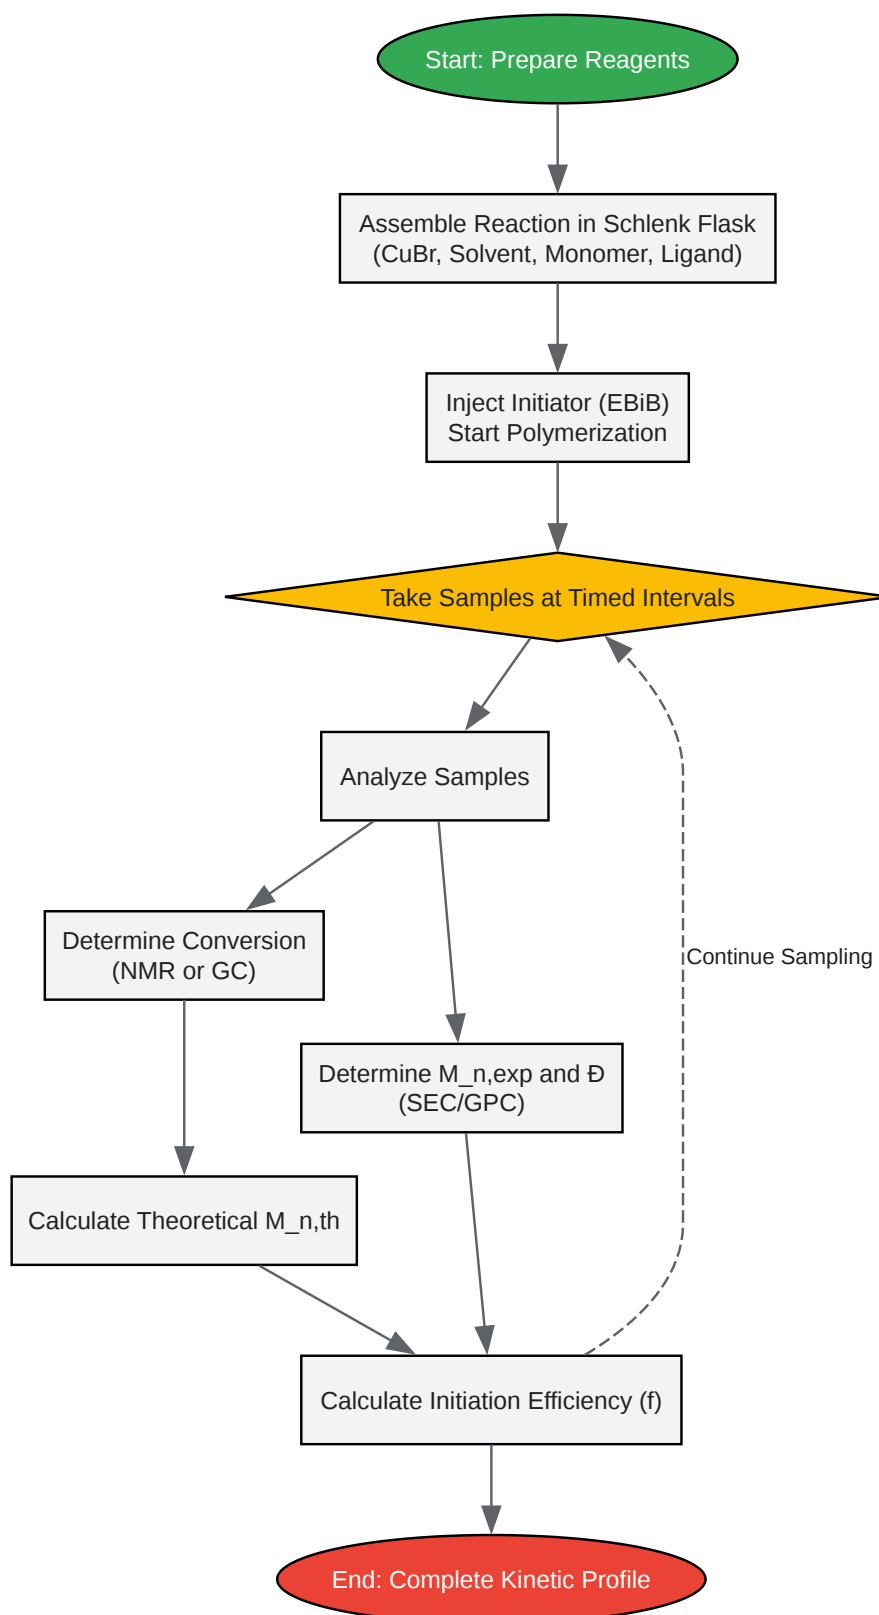 Start: Prepare Reagents
Assemble Reaction in Schlenk Flask
(CuBr, Solvent, Monomer, Ligand)
Inject Initiator (EBiB)
Start Polymerization
Take Samples at Timed Intervals
Analyze Samples
Determine Conversion
(NMR or GC)
Continue Sampling
Determine M_n,exp and Đ
(SEC/GPC)
Calculate Theoretical M_n,th
Calculate Initiation Efficiency (f)
End: Complete Kinetic Profile